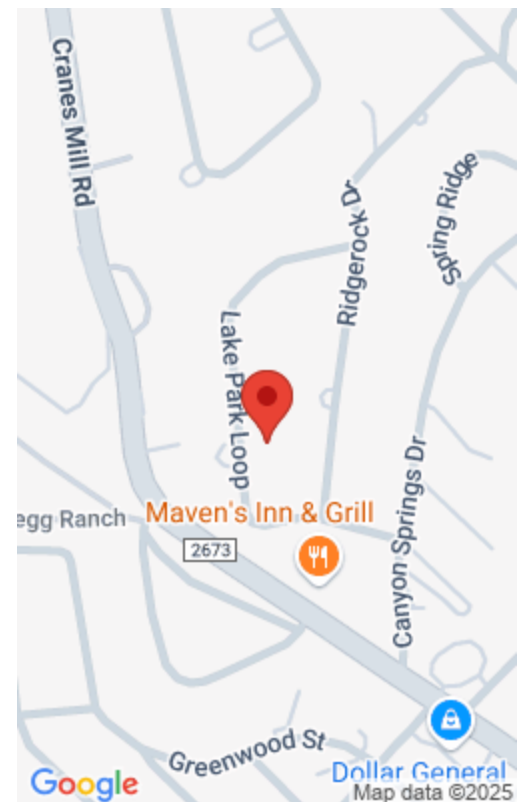 Cranes Mill Rd
Ridgerock Dr
Spring Ridge
Lake Park Loop
Canyon Springs Dr
egg Ranch
Maven's Inn & Grill
2673
Greenwood St
Dollar General
Google
Map data ©2025